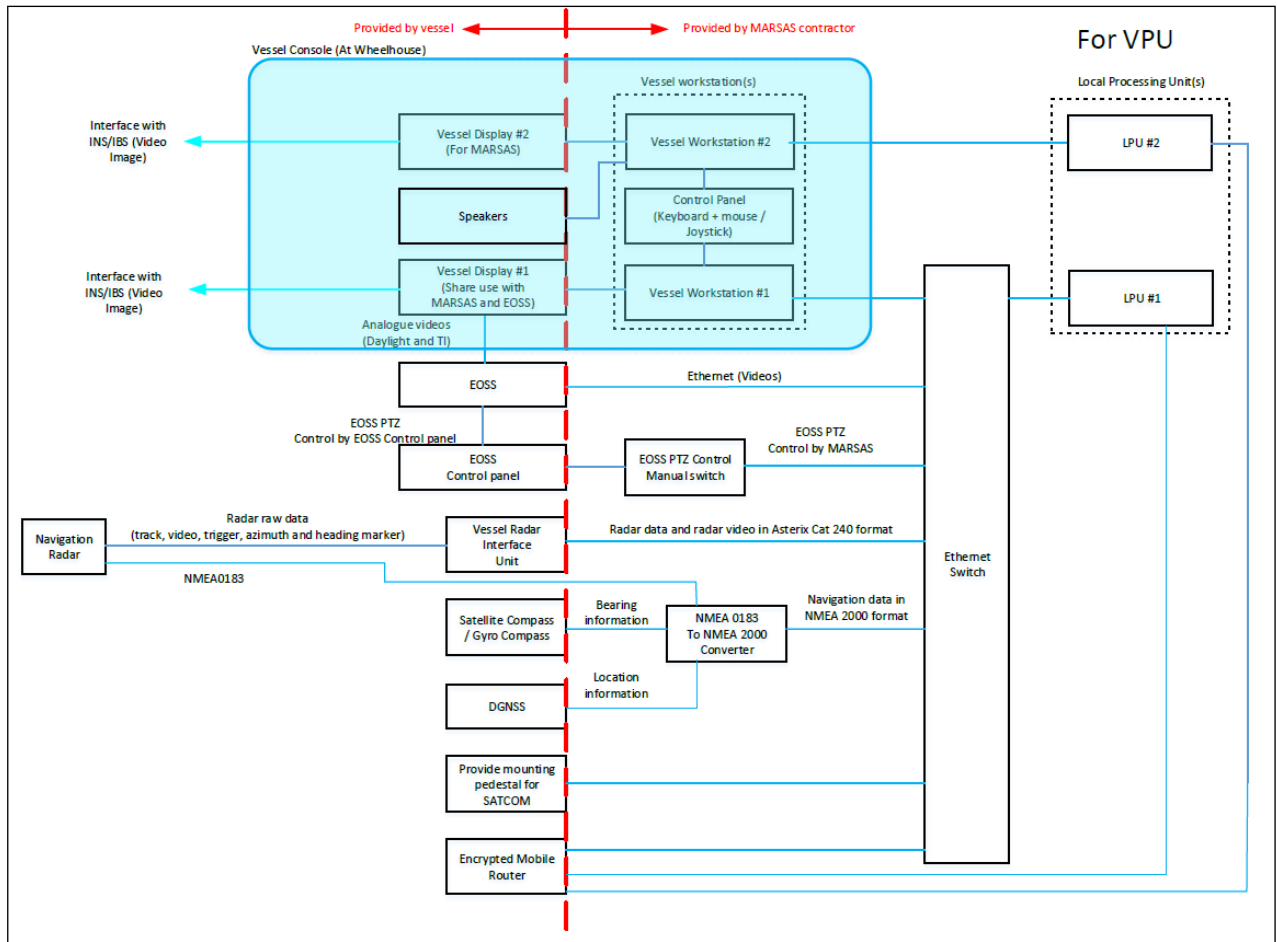 Provided by vessel
Provided by MARSAS contractor
For VPU
Vessel Console (At Wheelhouse)
Vessel workstation(s)
Local Processing Unit(s)
Interface with
INS/IBS (Video
Image)
Vessel Display #2
(For MARSAS)
Vessel Workstation #2
LPU #2
Speakers
Control Panel
(Keyboard + mouse /
Joystick)
Interface with
INS/IBS (Video
Image)
Vessel Display #1
(Share use with
MARSAS and EOSS)
Vessel Workstation #1
LPU #1
Analogue videos
(Daylight and TI)
EOSS
Ethernet (Videos)
EOSS PTZ
Control by EOSS Control panel
EOSS
Control panel
EOSS PTZ Control
Manual switch
EOSS PTZ
Control by MARSAS
Navigation
Radar
Radar raw data
(track, video, trigger, azimuth and heading marker)
NMEA0183
Vessel Radar
Interface
Unit
Radar data and radar video in Asterix Cat 240 format
Ethernet
Switch
Satellite Compass
/ Gyro Compass
Bearing
information
NMEA 0183
To NMEA 2000
Converter
Navigation data in
NMEA 2000 format
Location
information
DGNSS
Provide mounting
pedestal for
SATCOM
Encrypted Mobile
Router